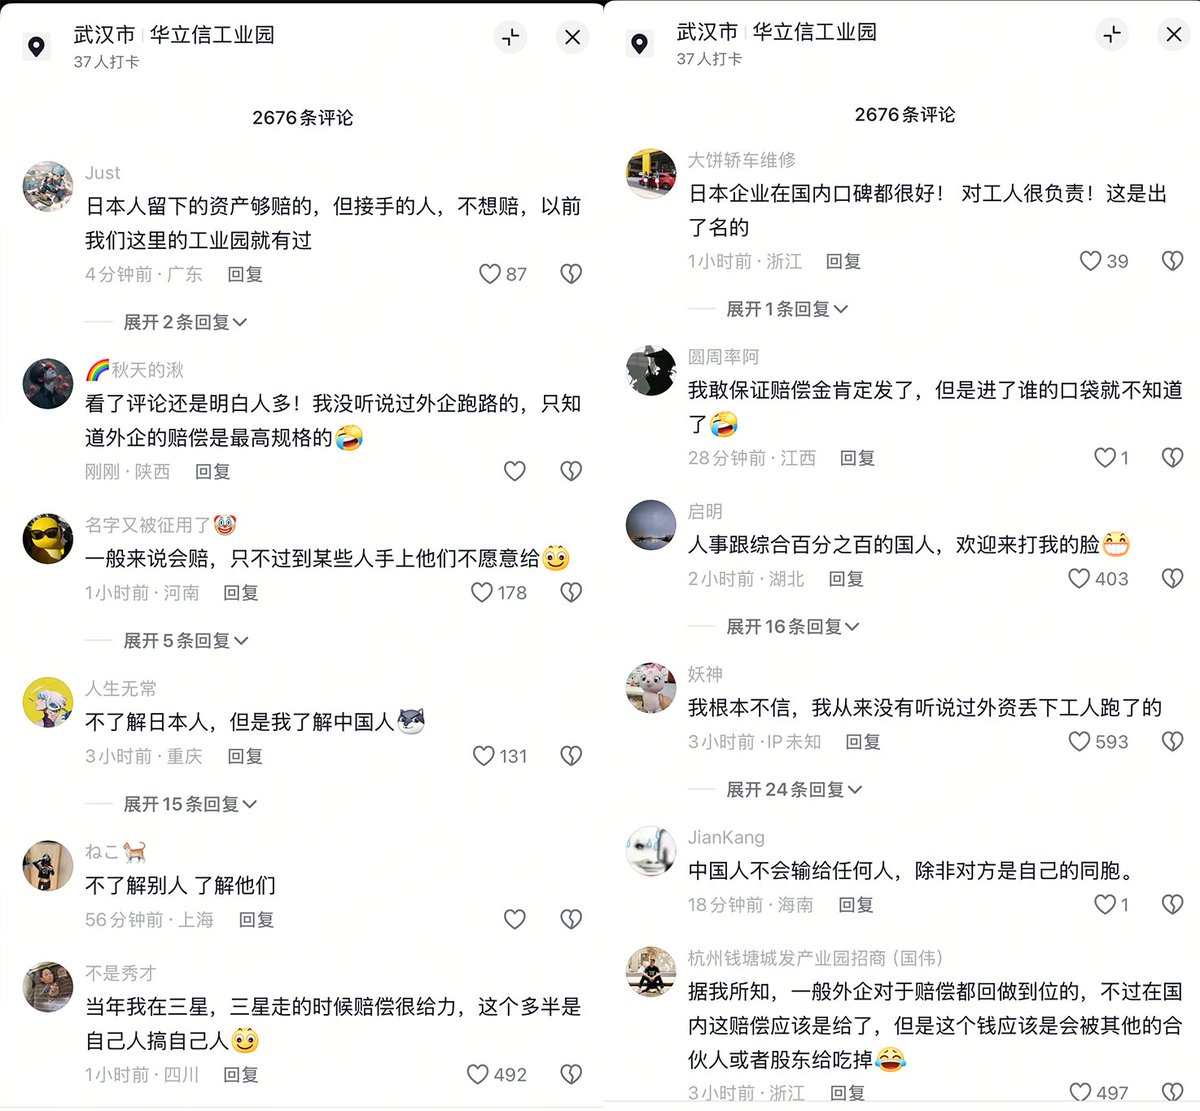 武汉市 华立信工业园
37人打卡
2676条评论
Just
日本人留下的资产够赔的，但接手的人，不想赔，以前
我们这里的工业园就有过
4分钟前·广东 回复 87
展开2条回复
🌈秋天的湫
看了评论还是明白人多！我没听说过外企跑路的，只知
道外企的赔偿是最高规格的🤣
刚刚·陕西 回复
名字又被征用了🤡
一般来说会赔，只不过到某些人手上他们不愿意给
1小时前·河南 回复 178
展开5条回复
人生无常
不了解日本人，但是我了解中国人
3小时前·重庆 回复 131
展开15条回复
ねこ🐈
不了解别人 了解他们
56分钟前·上海 回复
不是秀才
当年我在三星，三星走的时候赔偿很给力，这个多半是
自己人搞自己人
1小时前·四川 回复 492
武汉市 华立信工业园
37人打卡
2676条评论
大饼轿车维修
日本企业在国内口碑都很好！ 对工人很负责！这是出
了名的
1小时前·浙江 回复 39
展开1条回复
圆周率阿
我敢保证赔偿金肯定发了，但是进了谁的口袋就不知道
了🤣
28分钟前·江西 回复 1
启明
人事跟综合百分之百的国人，欢迎来打我的脸😁
2小时前·湖北 回复 403
展开16条回复
妖神
我根本不信，我从来没有听说过外资丢下工人跑了的
3小时前·IP未知 回复 593
展开24条回复
JianKang
中国人不会输给任何人，除非对方是自己的同胞。
18分钟前·海南 回复 1
杭州钱塘城发产业园招商（国伟）
据我所知，一般外企对于赔偿都回做到位的，不过在国
内这赔偿应该是给了，但是这个钱应该是会被其他的合
伙人或者股东给吃掉😂
3小时前·浙江 回复 497